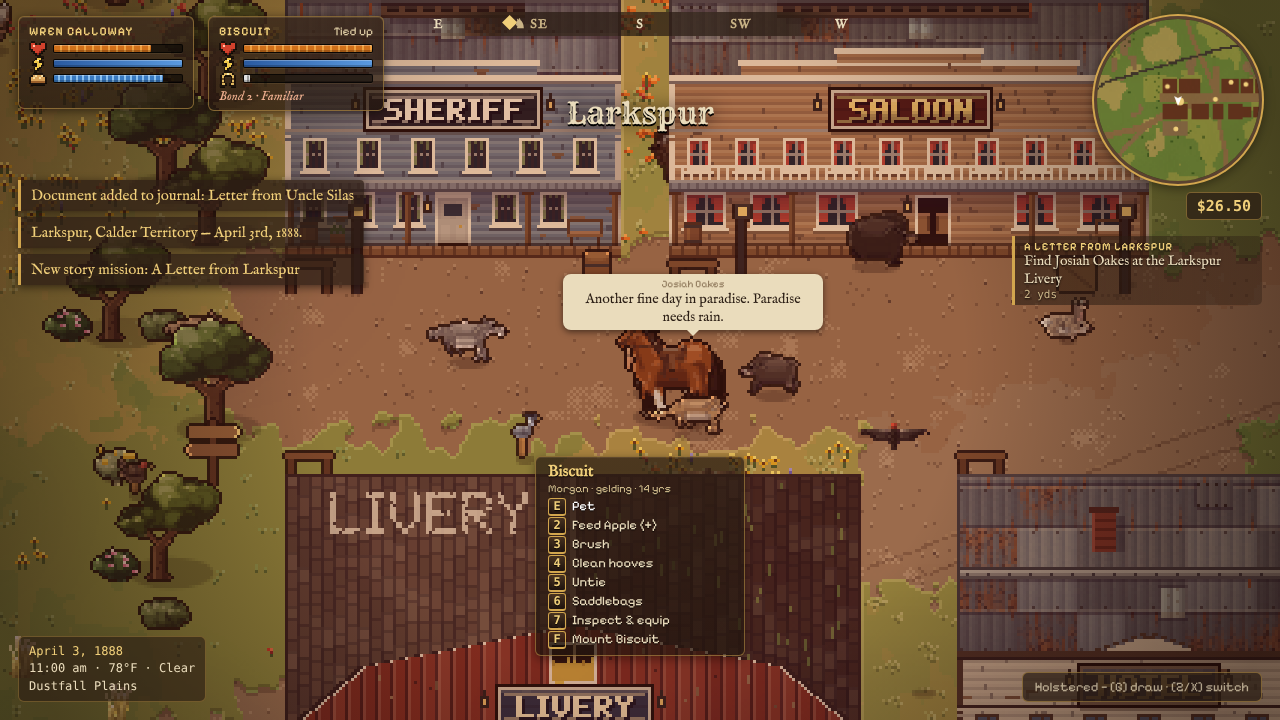 WREN CALLOWAY
BISCUIT Tied up
Bond 2 · Familiar
E SE S SW W
SHERIFF
Larkspur
SALOON
Document added to journal: Letter from Uncle Silas
Larkspur, Calder Territory — April 3rd, 1888.
New story mission: A Letter from Larkspur
$26.50
A LETTER FROM LARKSPUR
Find Josiah Oakes at the Larkspur
Livery
2 yds
Josiah Oakes
Another fine day in paradise. Paradise
needs rain.
LIVERY
Biscuit
Morgan · gelding · 14 yrs
E Pet
2 Feed Apple (+)
3 Brush
4 Clean hooves
5 Untie
6 Saddlebags
7 Inspect & equip
F Mount Biscuit
LIVERY
April 3, 1888
11:00 am · 78°F · Clear
Dustfall Plains
Holstered - (G) draw · (Z/X) switch